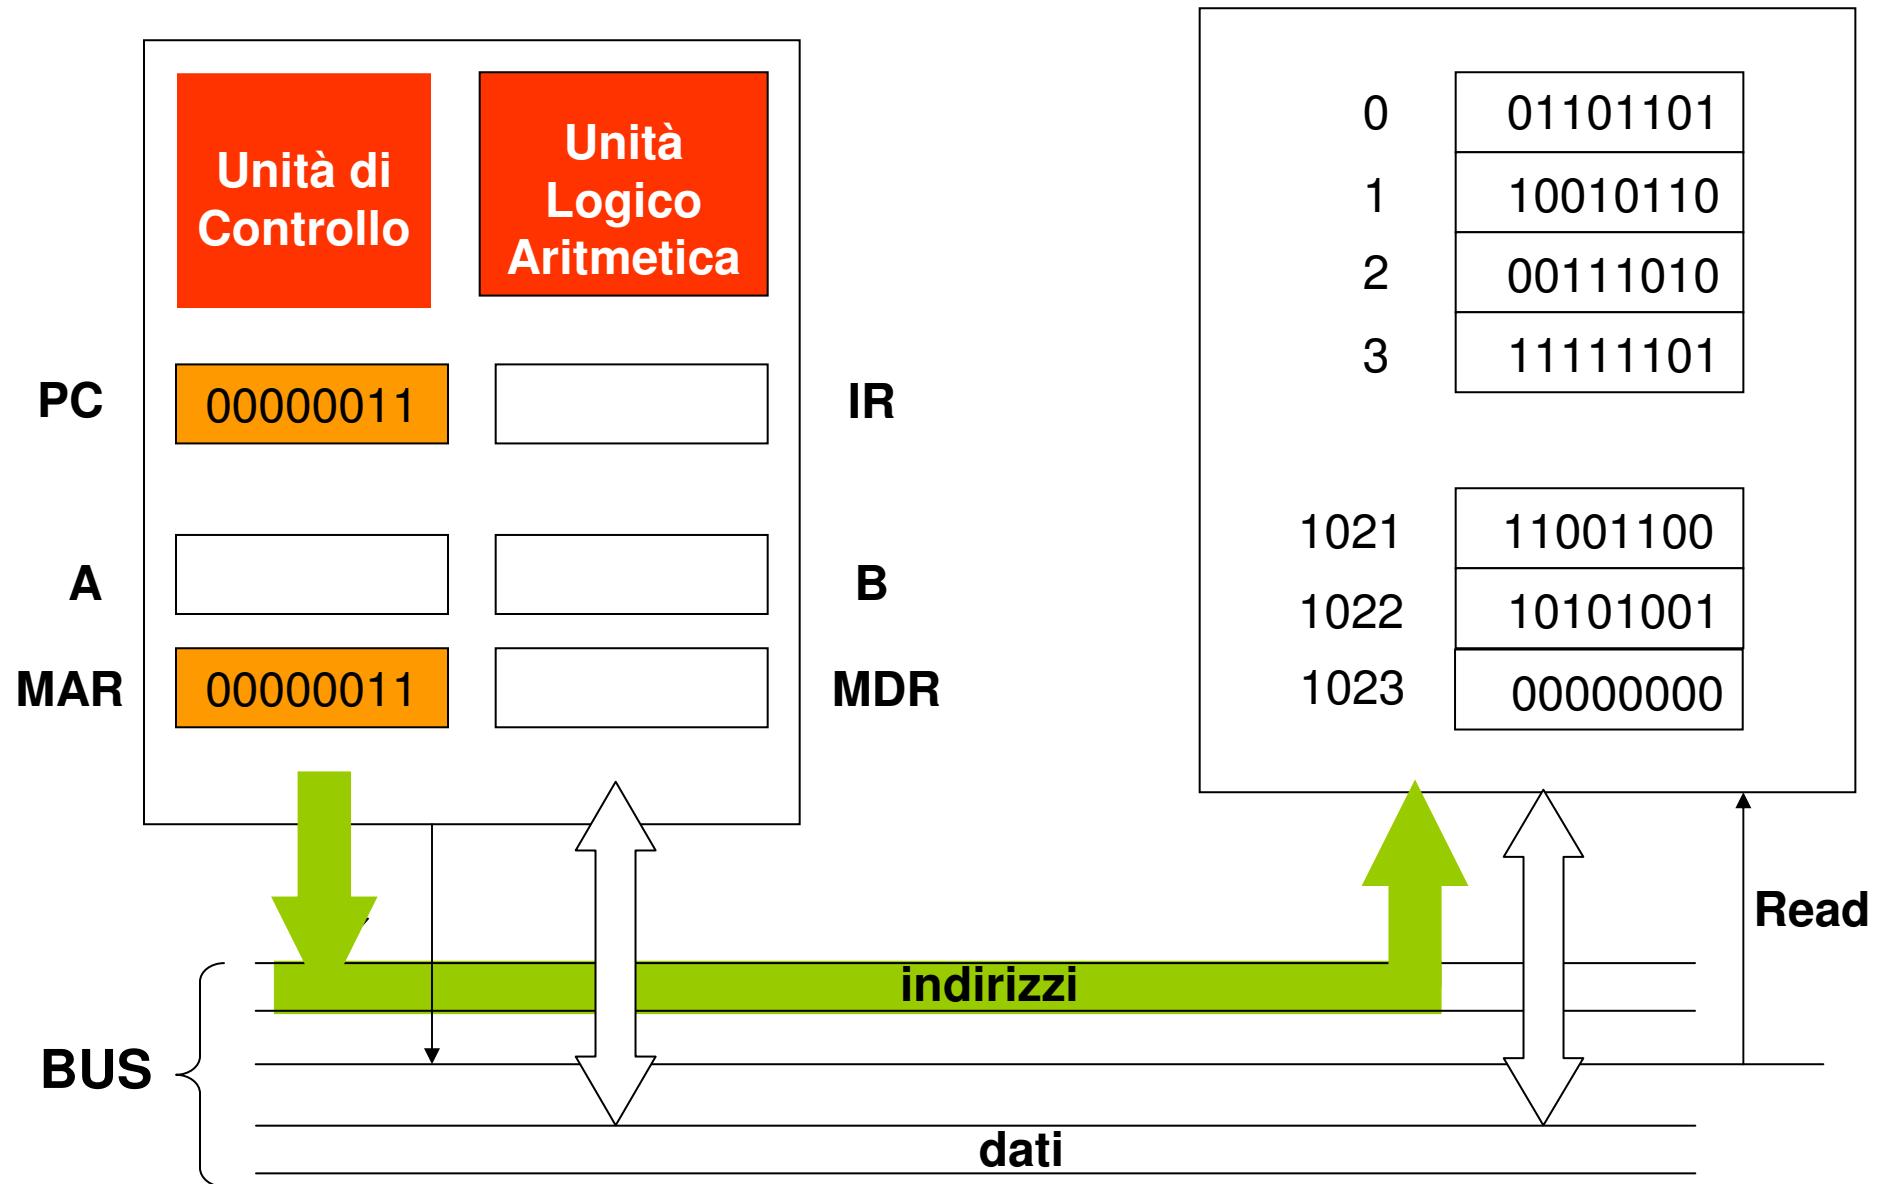 Unità di
Controllo
Unità
Logico
Aritmetica
PC
00000011
IR
A
B
MAR
00000011
MDR
0
01101101
1
10010110
2
00111010
3
11111101
1021
11001100
1022
10101001
1023
00000000
Read
indirizzi
BUS
dati